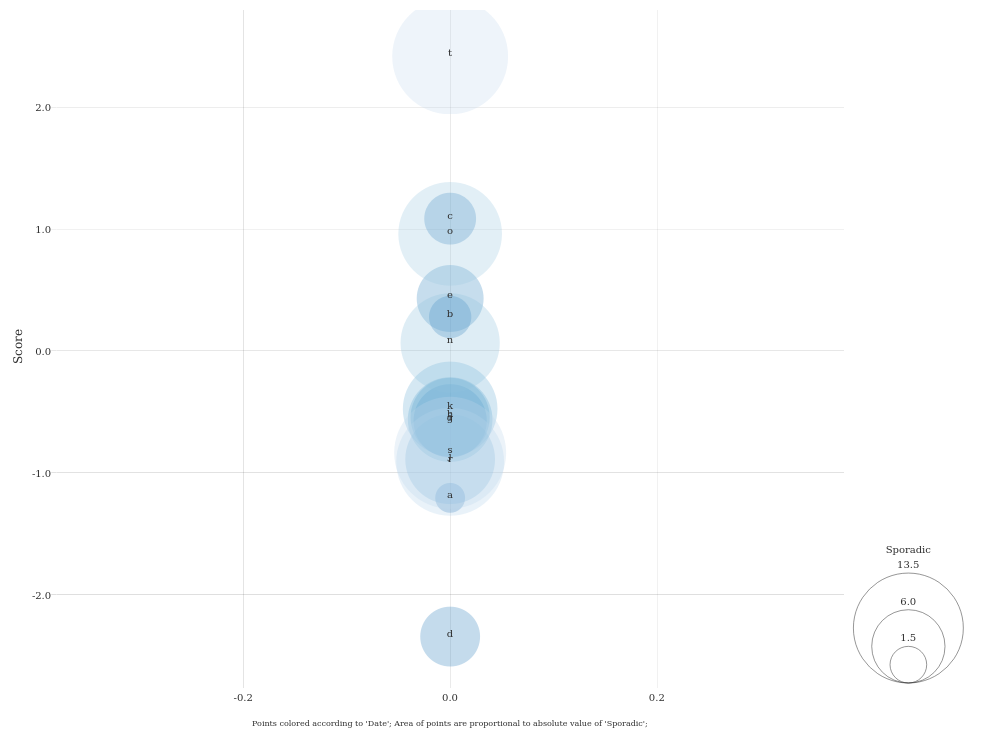 t
2.0
c
1.0
o
e
b
n
0.0
Score
k
g
s
-1.0
a
-2.0
d
-0.2
0.0
0.2
Sporadic
13.5
6.0
1.5
Points colored according to 'Date'; Area of points are proportional to absolute value of 'Sporadic';